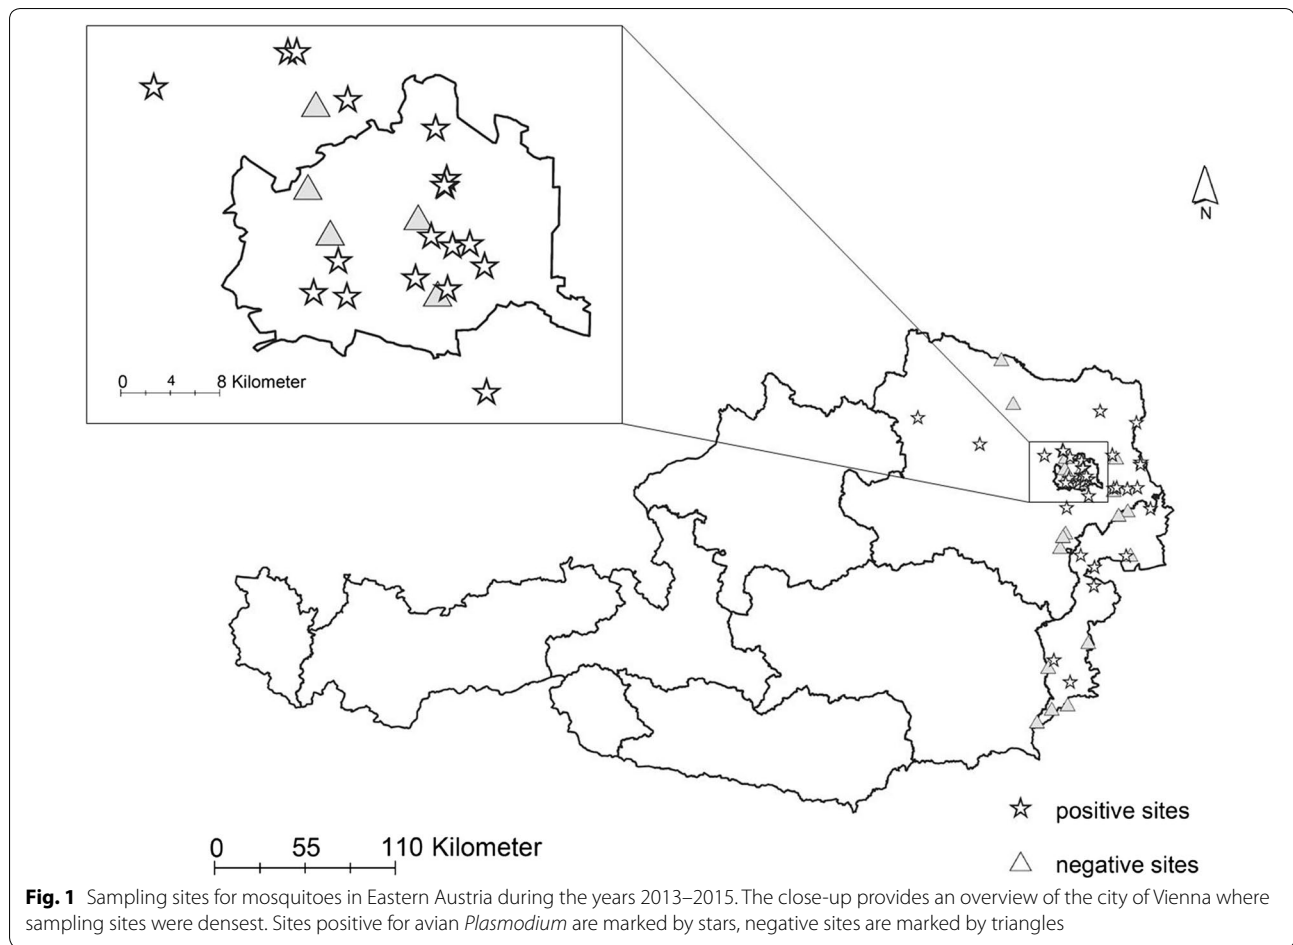 0 4 8 Kilometer
N
positive sites
negative sites
0 55 110 Kilometer
Fig. 1 Sampling sites for mosquitoes in Eastern Austria during the years 2013–2015. The close-up provides an overview of the city of Vienna where
sampling sites were densest. Sites positive for avian Plasmodium are marked by stars, negative sites are marked by triangles